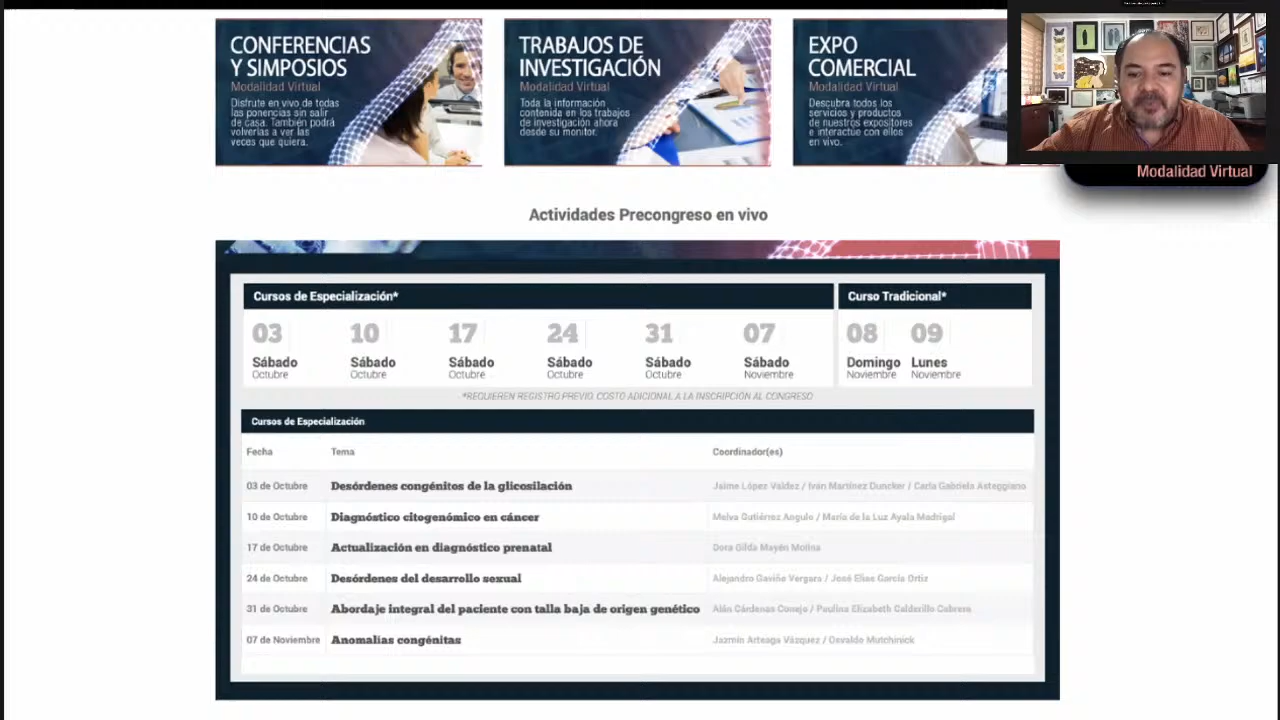 CONFERENCIAS
Y SIMPOSIOS
Modalidad Virtual
Disfrute en vivo de todas
las ponencias sin salir
de casa. También podrá
volverlas a ver las
veces que quiera.
TRABAJOS DE
INVESTIGACIÓN
Modalidad Virtual
Toda la información
contenida en los trabajos
de investigación ahora
desde su monitor.
EXPO
COMERCIAL
Modalidad Virtual
Descubra todos los
servicios y productos
de nuestros expositores
e interactúe con ellos
en vivo.
Modalidad Virtual
Actividades Precongreso en vivo
Cursos de Especialización*
03 10 17 24 31 07
Sábado Sábado Sábado Sábado Sábado Sábado
Octubre Octubre Octubre Octubre Octubre Noviembre
Curso Tradicional*
08 09
Domingo Lunes
Noviembre Noviembre
*REQUIEREN REGISTRO PREVIO. COSTO ADICIONAL A LA INSCRIPCIÓN AL CONGRESO
Cursos de Especialización
Fecha Tema Coordinador(es)
03 de Octubre Desórdenes congénitos de la glicosilación Jaime López Valdez / Iván Martínez Duncker / Carla Gabriela Asteggiano
10 de Octubre Diagnóstico citogenómico en cáncer Melva Gutiérrez Angulo / María de la Luz Ayala Madrigal
17 de Octubre Actualización en diagnóstico prenatal Dora Gilda Mayén Molina
24 de Octubre Desórdenes del desarrollo sexual Alejandro Gaviño Vergara / José Elías García Ortiz
31 de Octubre Abordaje integral del paciente con talla baja de origen genético Alán Cárdenas Conejo / Paulina Elizabeth Calderillo Cabrera
07 de Noviembre Anomalías congénitas Jazmín Arteaga Vázquez / Osvaldo Mutchinick